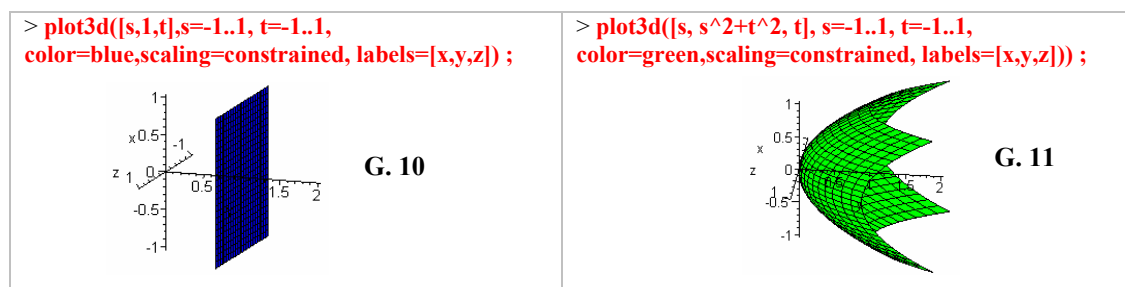 > plot3d([s,1,t],s=-1..1, t=-1..1,
color=blue,scaling=constrained, labels=[x,y,z]) ;
1
0.5
x
-1
z
0
1
0.5
1.5
2
-0.5
-1
G. 10
> plot3d([s, s^2+t^2, t], s=-1..1, t=-1..1,
color=green,scaling=constrained, labels=[x,y,z])) ;
1
0.5
x
z
0
1
-0.5
2
-1
G. 11